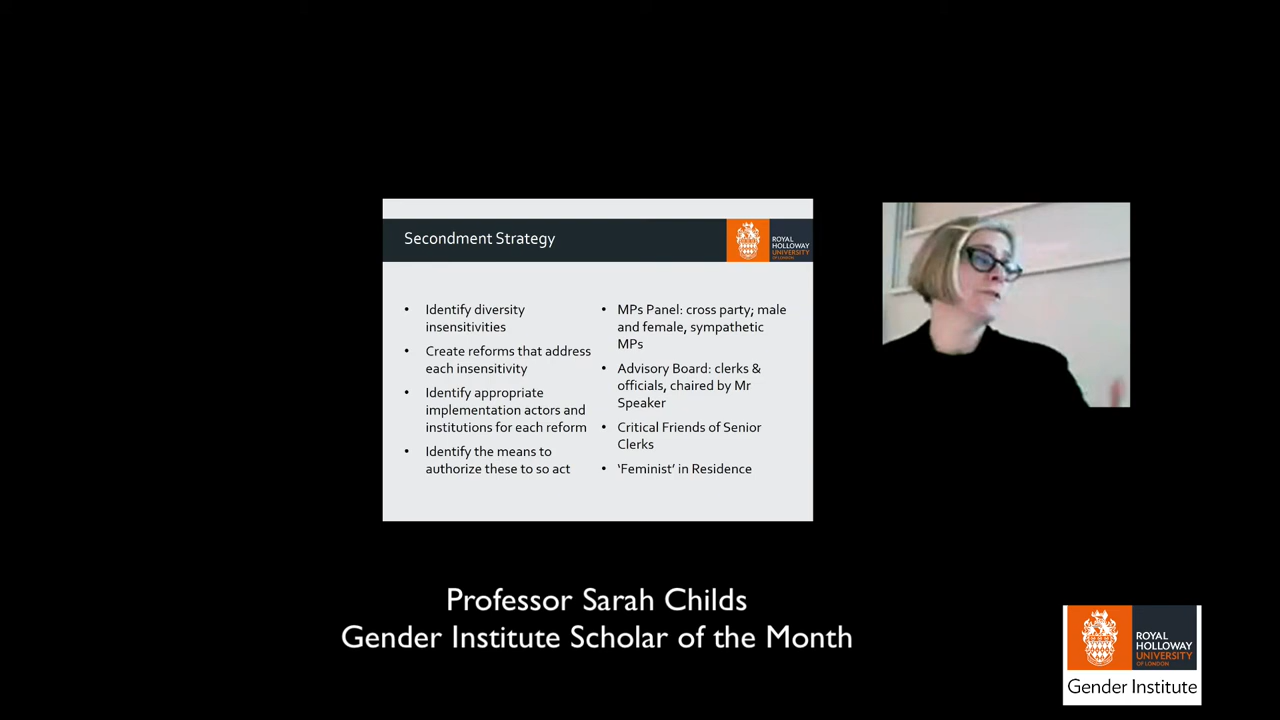 Secondment Strategy
ROYAL
HOLLOWAY
UNIVERSITY
OF LONDON
• Identify diversity
insensitivities
• Create reforms that address
each insensitivity
• Identify appropriate
implementation actors and
institutions for each reform
• Identify the means to
authorize these to so act
• MPs Panel: cross party; male
and female, sympathetic
MPs
• Advisory Board: clerks &
officials, chaired by Mr
Speaker
• Critical Friends of Senior
Clerks
• ‘Feminist’ in Residence
Professor Sarah Childs
Gender Institute Scholar of the Month
ROYAL
HOLLOWAY
UNIVERSITY
OF LONDON
Gender Institute